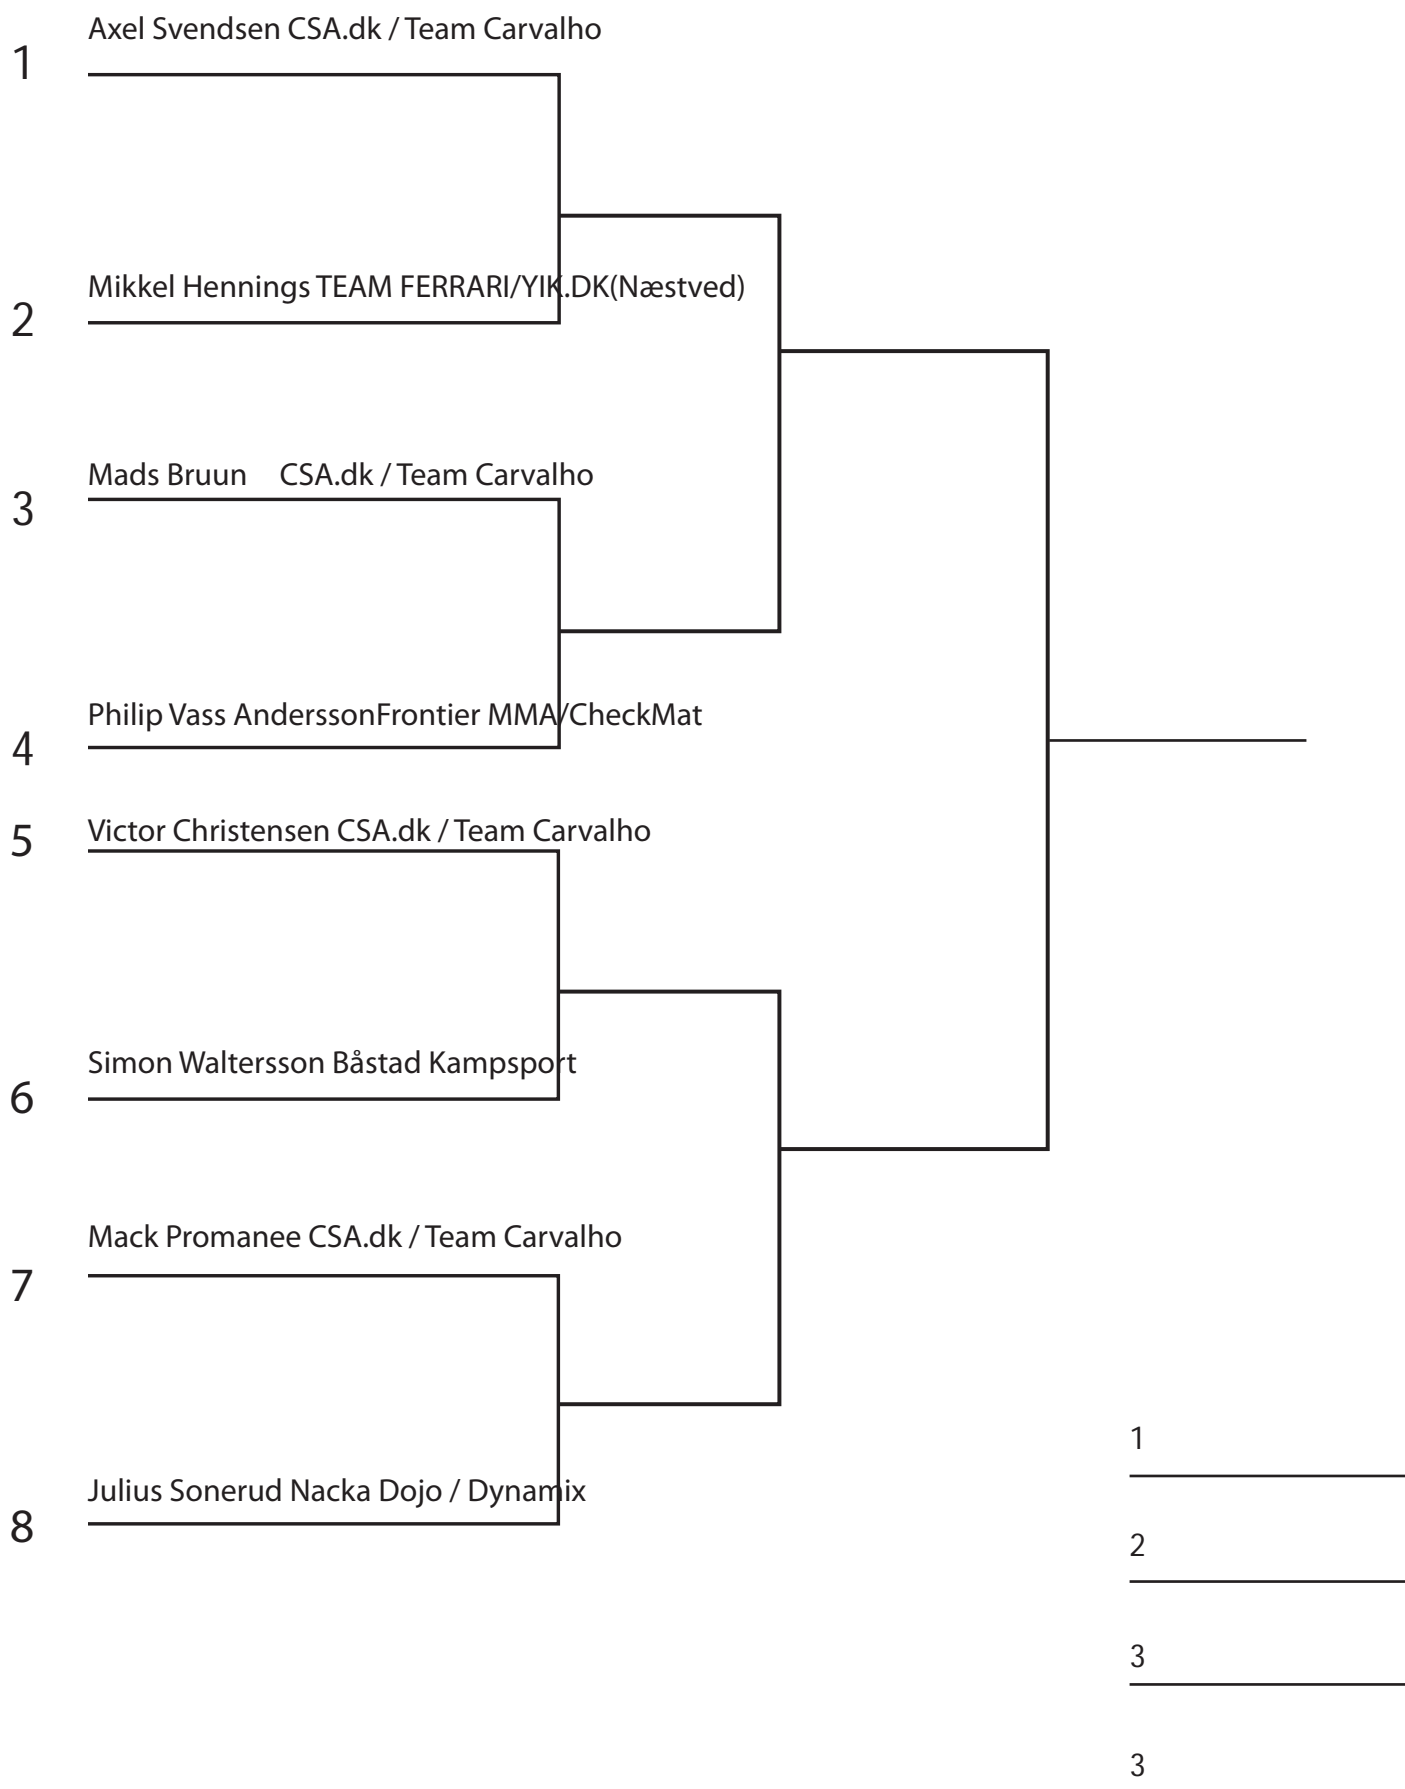 Axel Svendsen CSA.dk / Team Carvalho
1
Mikkel Hennings TEAM FERRARI/YIK.DK(Næstved)
2
Mads Bruun CSA.dk / Team Carvalho
3
Philip Vass AnderssonFrontier MMA/CheckMat
4
Victor Christensen CSA.dk / Team Carvalho
5
Simon Waltersson Båstad Kampsport
6
Mack Promanee CSA.dk / Team Carvalho
7
Julius Sonerud Nacka Dojo / Dynamix
8
1
2
3
3